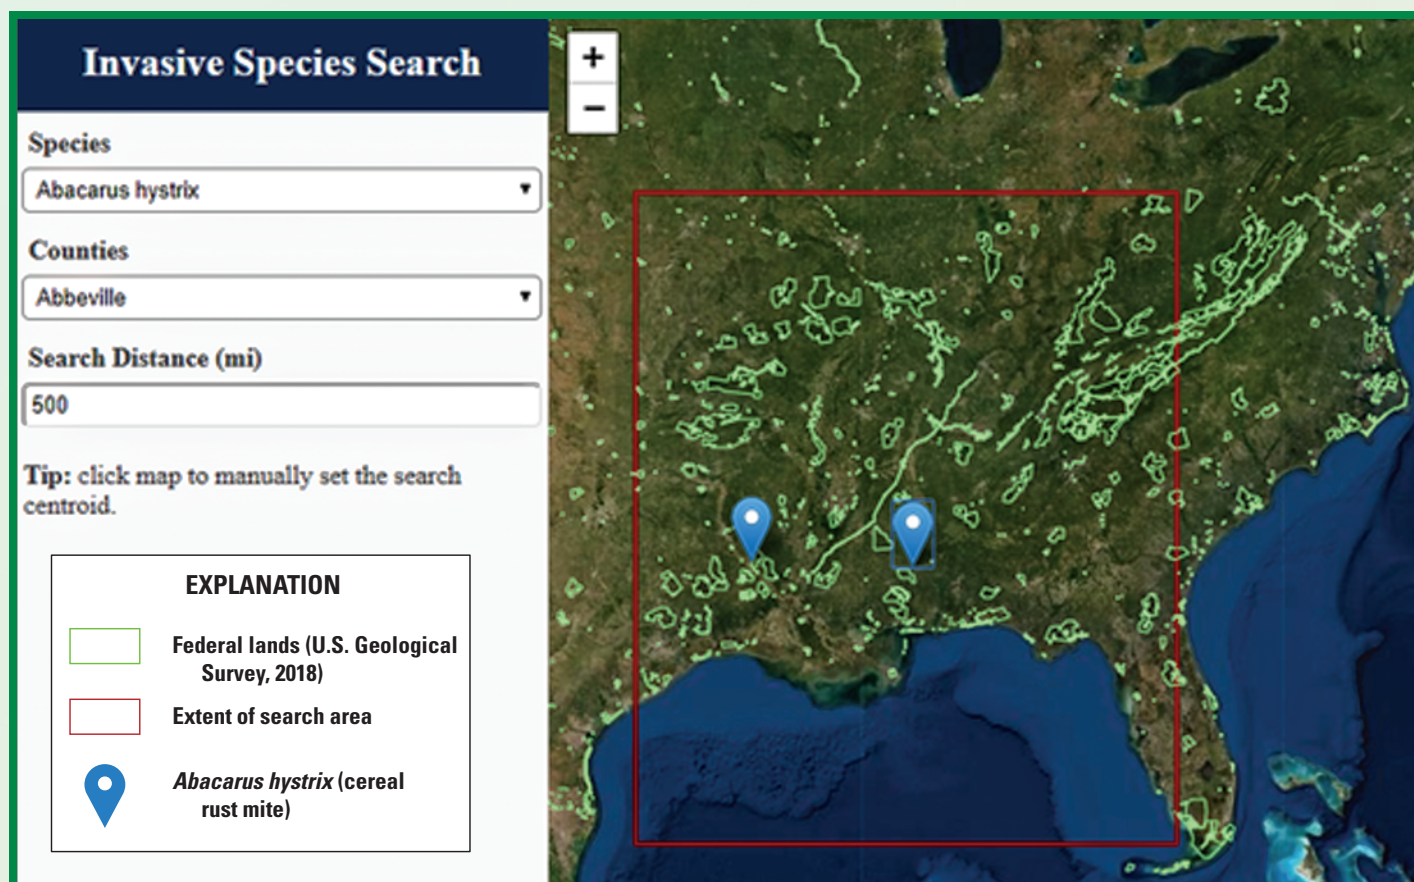 Invasive Species Search
Species
Abacarus hystrix
Counties
Abbeville
Search Distance (mi)
500
Tip: click map to manually set the search
centroid.
EXPLANATION
Federal lands (U.S. Geological
Survey, 2018)
Extent of search area
Abacarus hystrix (cereal
rust mite)
+
−